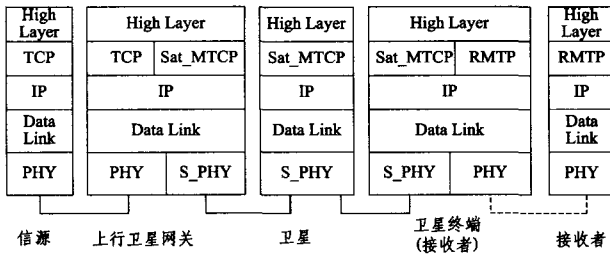 High
Layer
High Layer
High Layer
High Layer
High
Layer
TCP
TCP
Sat_MTCP
Sat_MTCP
Sat_MTCP
RMTP
RMTP
IP
IP
IP
IP
IP
Data
Link
Data Link
Data Link
Data Link
Data
Link
PHY
PHY
S_PHY
S_PHY
S_PHY
PHY
PHY
信源
上行卫星网关
卫星
卫星终端
(接收者)
接收者